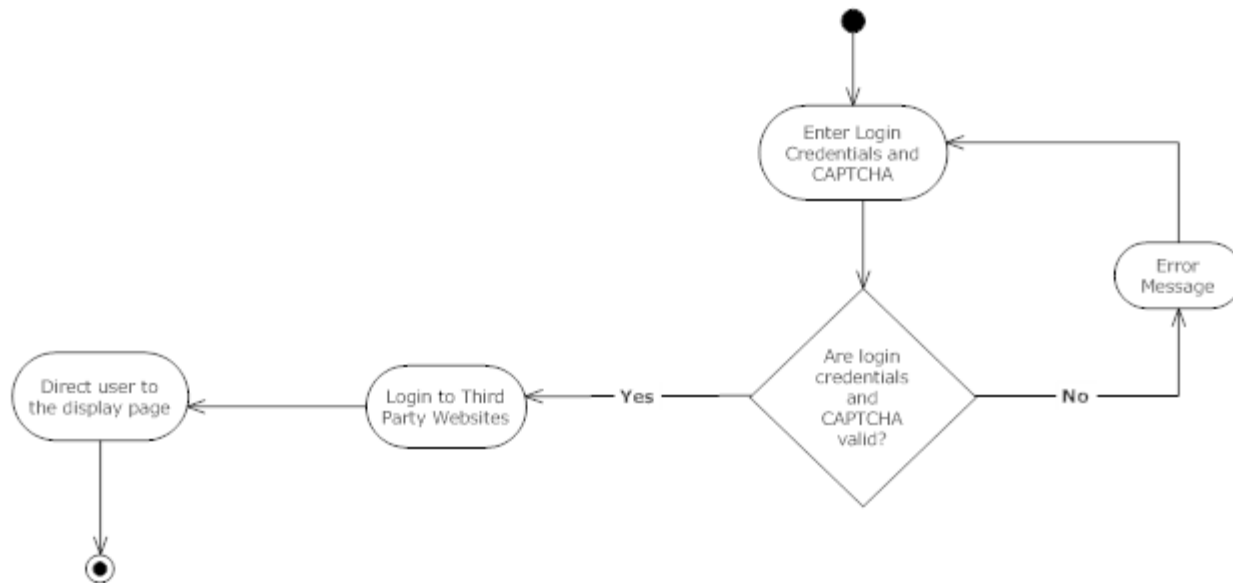 Enter Login
Credentials and
CAPTCHA
Error
Message
Are login
credentials
and
CAPTCHA
valid?
No
Yes
Login to Third
Party Websites
Direct user to
the display page